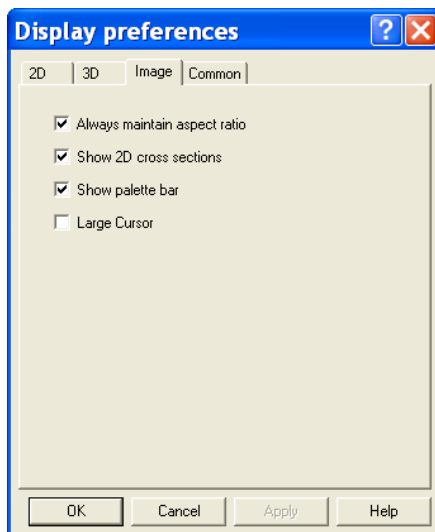 Display preferences ?
2D 3D Image Common
Always maintain aspect ratio
Show 2D cross sections
Show palette bar
Large Cursor
OK Cancel Apply Help